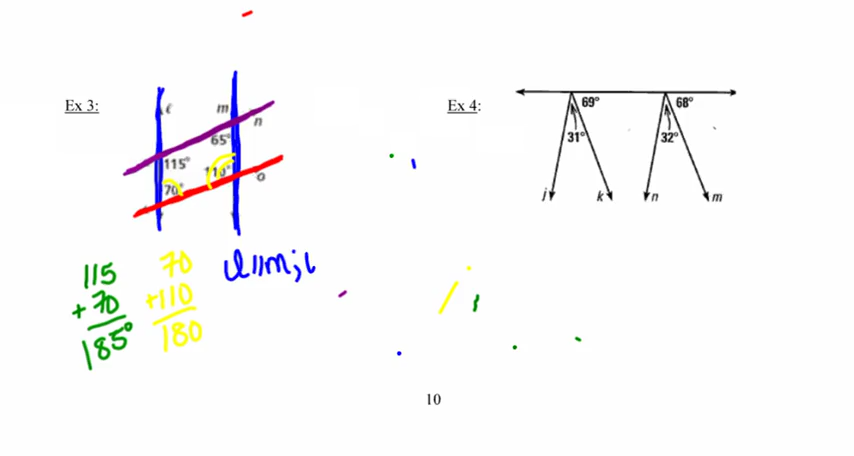 Ex 3:
ℓ
m
n
65°
115°
110°
70°
o
115
+ 70
185°
70
+110
180
ℓ//m; ℓ
Ex 4:
69°
68°
31°
32°
j
k
n
m
10